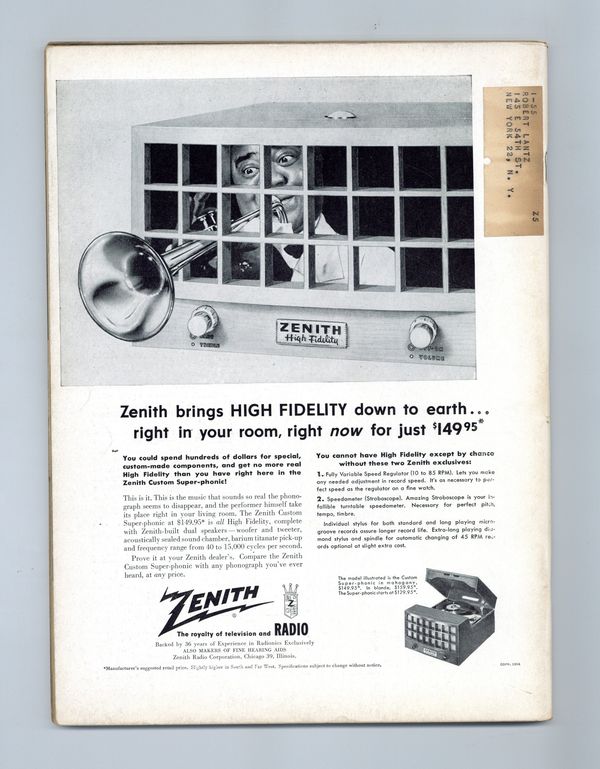 1-55
ROBERT LANTZ
145 E. 54TH ST.
NEW YORK 22, N. Y.
Z5
ZENITH
High Fidelity
TREBLE
OFF-ON
VOLUME
Zenith brings HIGH FIDELITY down to earth...
right in your room, right now for just $149⁹⁵*
You could spend hundreds of dollars for special,
custom-made components, and get no more real
High Fidelity than you have right here in the
Zenith Custom Super-phonic!
This is it. This is the music that sounds so real the phono-
graph seems to disappear, and the performer himself take
its place right in your living room. The Zenith Custom
Super-phonic at $149.95* is all High Fidelity, complete
with Zenith-built dual speakers—woofer and tweeter,
acoustically sealed sound chamber, barium titanate pick-up
and frequency range from 40 to 15,000 cycles per second.
Prove it at your Zenith dealer's. Compare the Zenith
Custom Super-phonic with any phonograph you've ever
heard, at any price.
You cannot have High Fidelity except by chance
without these two Zenith exclusives:
1. Fully Variable Speed Regulator (10 to 85 RPM). Lets you make
any needed adjustment in record speed. It's as necessary to per-
fect speed as the regulator on a fine watch.
2. Speedometer (Stroboscope). Amazing Stroboscope is your in-
fallible turntable speedometer. Necessary for perfect pitch,
tempo, timbre.
Individual stylus for both standard and long playing micro-
groove records assure longer record life. Extra-long playing dia-
mond stylus and spindle for automatic changing of 45 RPM rec-
ords optional at slight extra cost.
ZENITH®
Z
The royalty of television and RADIO
Backed by 36 years of Experience in Radionics Exclusively
ALSO MAKERS OF FINE HEARING AIDS
Zenith Radio Corporation, Chicago 39, Illinois.
The model illustrated is the Custom
Super-phonic in mahogany,
$149.95*. In blonde, $159.95*.
The Super-phonic starts at $129.95*.
ZENITH
*Manufacturer's suggested retail price. Slightly higher in South and Far West. Specifications subject to change without notice.
COPR. 1954